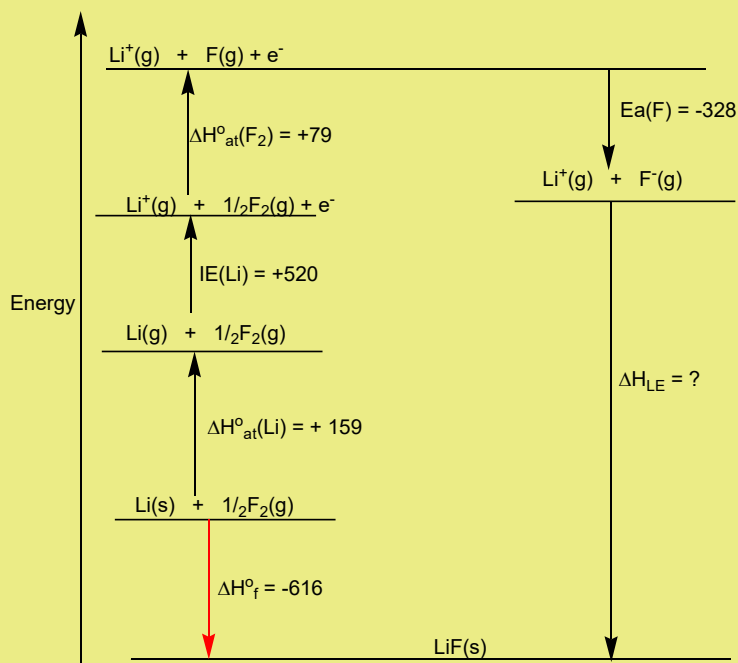 Li⁺(g) + F(g) + e⁻
Ea(F) = -328
ΔHᵒₐₜ(F₂) = +79
Li⁺(g) + F⁻(g)
Li⁺(g) + 1/₂F₂(g) + e⁻
IE(Li) = +520
Energy
Li(g) + 1/₂F₂(g)
ΔH_LE = ?
ΔHᵒₐₜ(Li) = + 159
Li(s) + 1/₂F₂(g)
ΔHᵒf = -616
LiF(s)